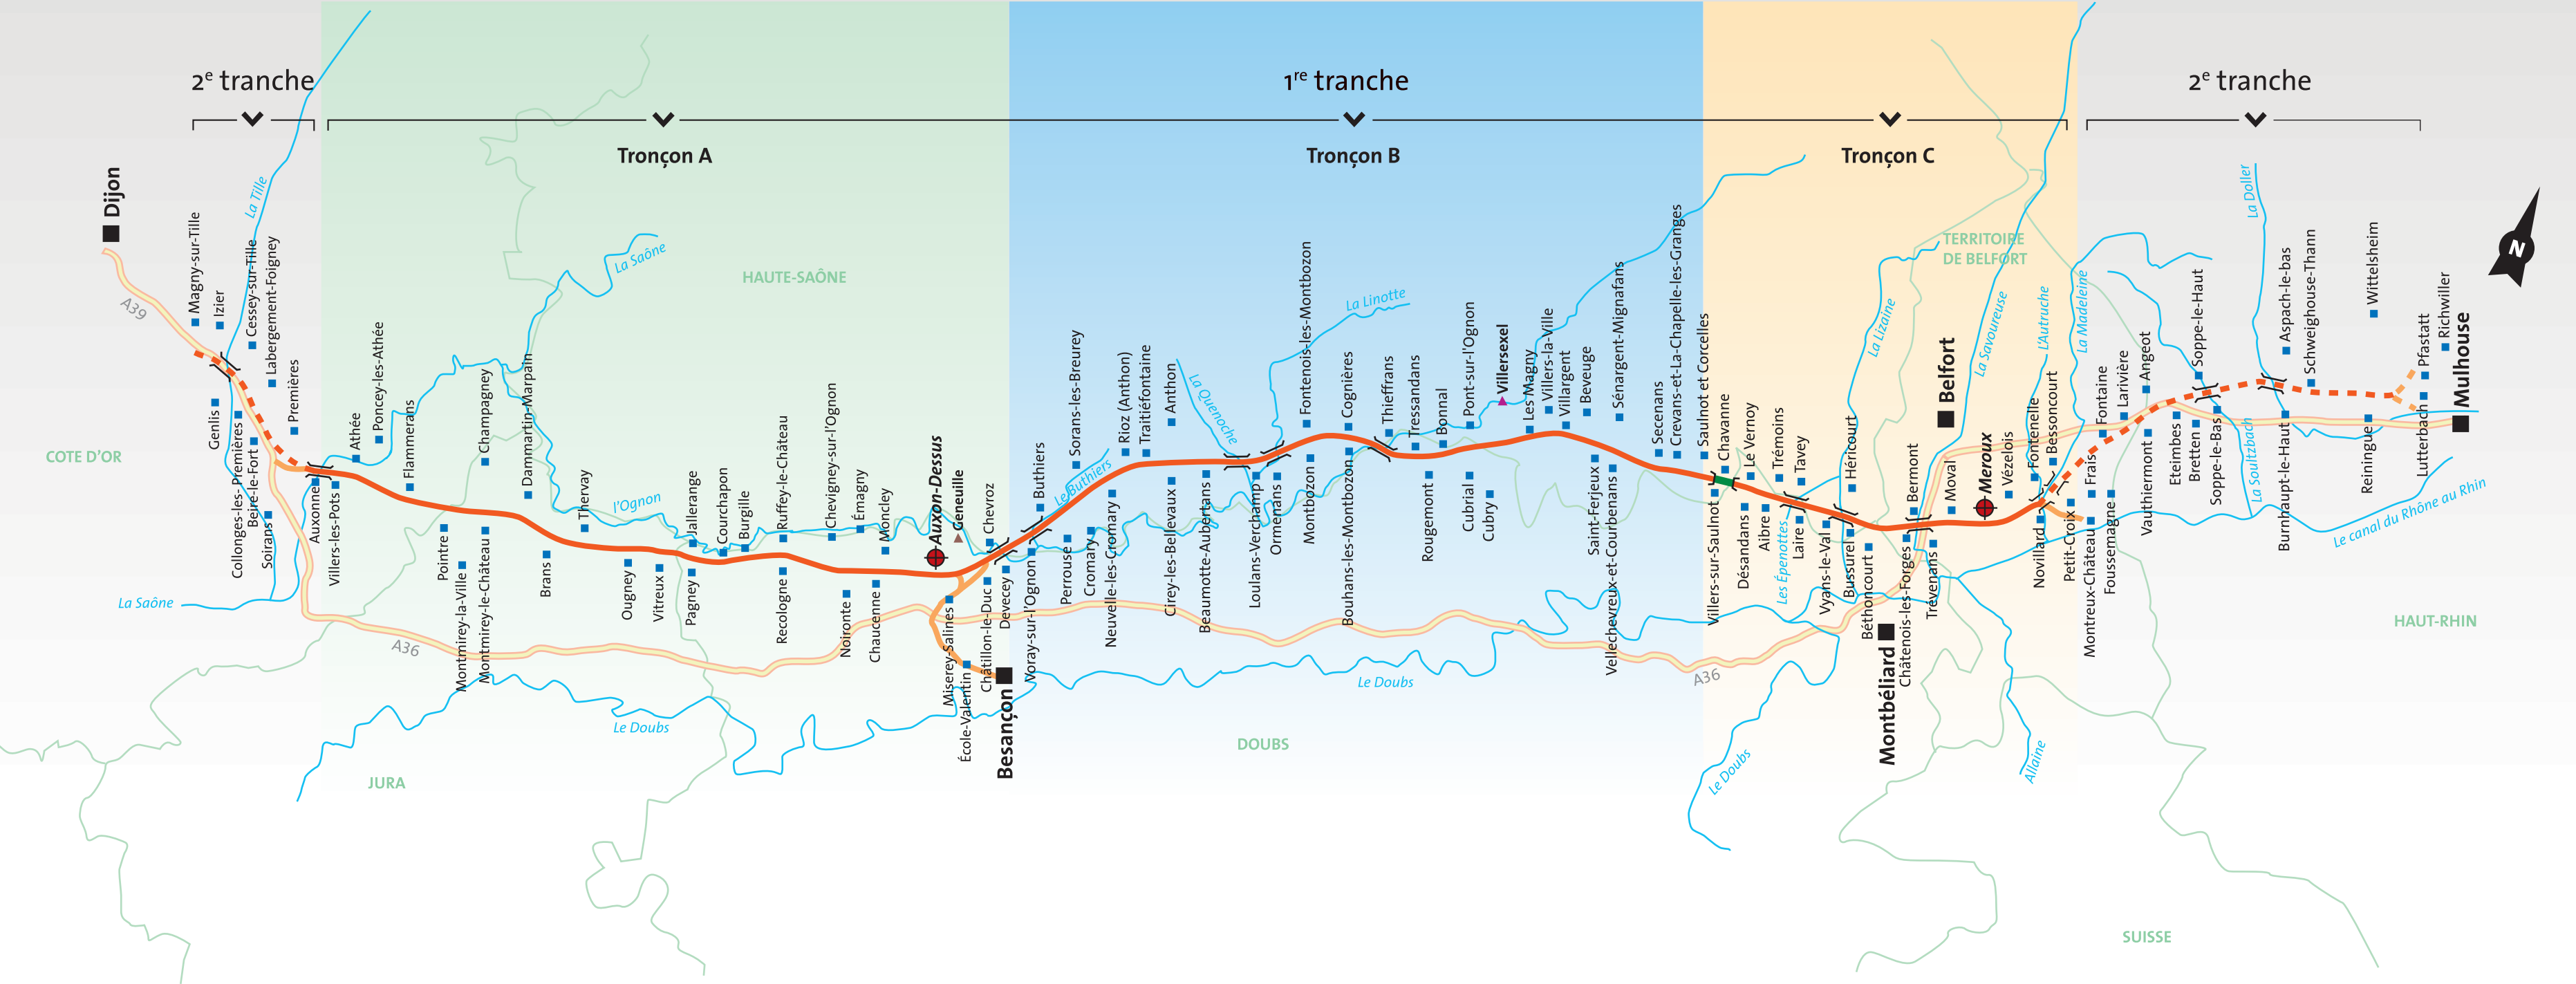 2e tranche
1re tranche
2e tranche
Tronçon A
Tronçon B
Tronçon C
Dijon
A39
La Tille
Magny-sur-Tille
Izier
Cessey-sur-Tille
Labergement-Foigney
Premières
Genlis
Collonges-les-Premières
Beire-le-Fort
Soirans
COTE D'OR
La Saône
Auxonne
Villers-les-Pots
Athée
Poncey-les-Athée
Flammerans
Champagney
Dammartin-Marpain
La Saône
HAUTE-SAÔNE
Thervay
l'Ognon
Pointre
Montmirey-la-Ville
Montmirey-le-Château
Brans
Ougney
Vitreux
Jallerange
Pagney
Courchapon
Burgille
Ruffey-le-Château
Recologne
Chevigney-sur-l'Ognon
Émagny
Moncley
Noironte
Chaucenne
Auxon-Dessus
Geneuille
Chevroz
Miserey-Salines
École-Valentin
Châtillon-le-Duc
Devecey
Besançon
A36
Le Doubs
JURA
Voray-sur-l'Ognon
Buthiers
Le Buthiers
Sorans-les-Breurey
Perrouse
Cromary
Neuvelle-les-Cromary
Rioz (Anthon)
Traitiéfontaine
Anthon
Cirey-les-Bellevaux
Beaumotte-Aubertans
La Quenoche
Loulans-Verchamp
Ormenans
Fontenois-les-Montbozon
Montbozon
La Linotte
Cognières
Bouhans-les-Montbozon
Thieffrans
Tressandans
Rougemont
Bonnal
Pont-sur-l'Ognon
Cubrial
Cubry
Villersexel
Les Magny
Villers-la-Ville
Villargent
Beveuge
Sénargent-Mignafans
Saint-Ferjeux
Vellechevreux-et-Courbenans
Secenans
Crevans-et-La-Chapelle-les-Granges
Saulnot et Corcelles
Le Doubs
DOUBS
Chavanne
Villers-sur-Saulnot
Le Vernoy
Désandans
Aibre
Trémoins
Tavey
Laire
Les Épenottes
Vyans-le-Val
Héricourt
Bussurel
Béthoncourt
La Lizaine
Montbéliard
Châtenois-les-Forges
Bermont
Trévenans
Belfort
TERRITOIRE
DE BELFORT
La Savoureuse
Moval
Meroux
Vézelois
Novillard
Fontenelle
Bessoncourt
L'Autruche
La Madeleine
Petit-Croix
Frais
Montreux-Château
Foussemagne
Fontaine
Larivière
Angeot
Vauthiermont
Eteimbes
Bretten
Soppe-le-Haut
Soppe-le-Bas
La Soultzbach
La Doller
Burnhaupt-le-Haut
Aspach-le-bas
Schweighouse-Thann
Wittelsheim
Reiningue
Lutterbach
Pfastatt
Richwiller
Mulhouse
N
Le canal du Rhône au Rhin
HAUT-RHIN
A36
Le Doubs
Allaine
SUISSE